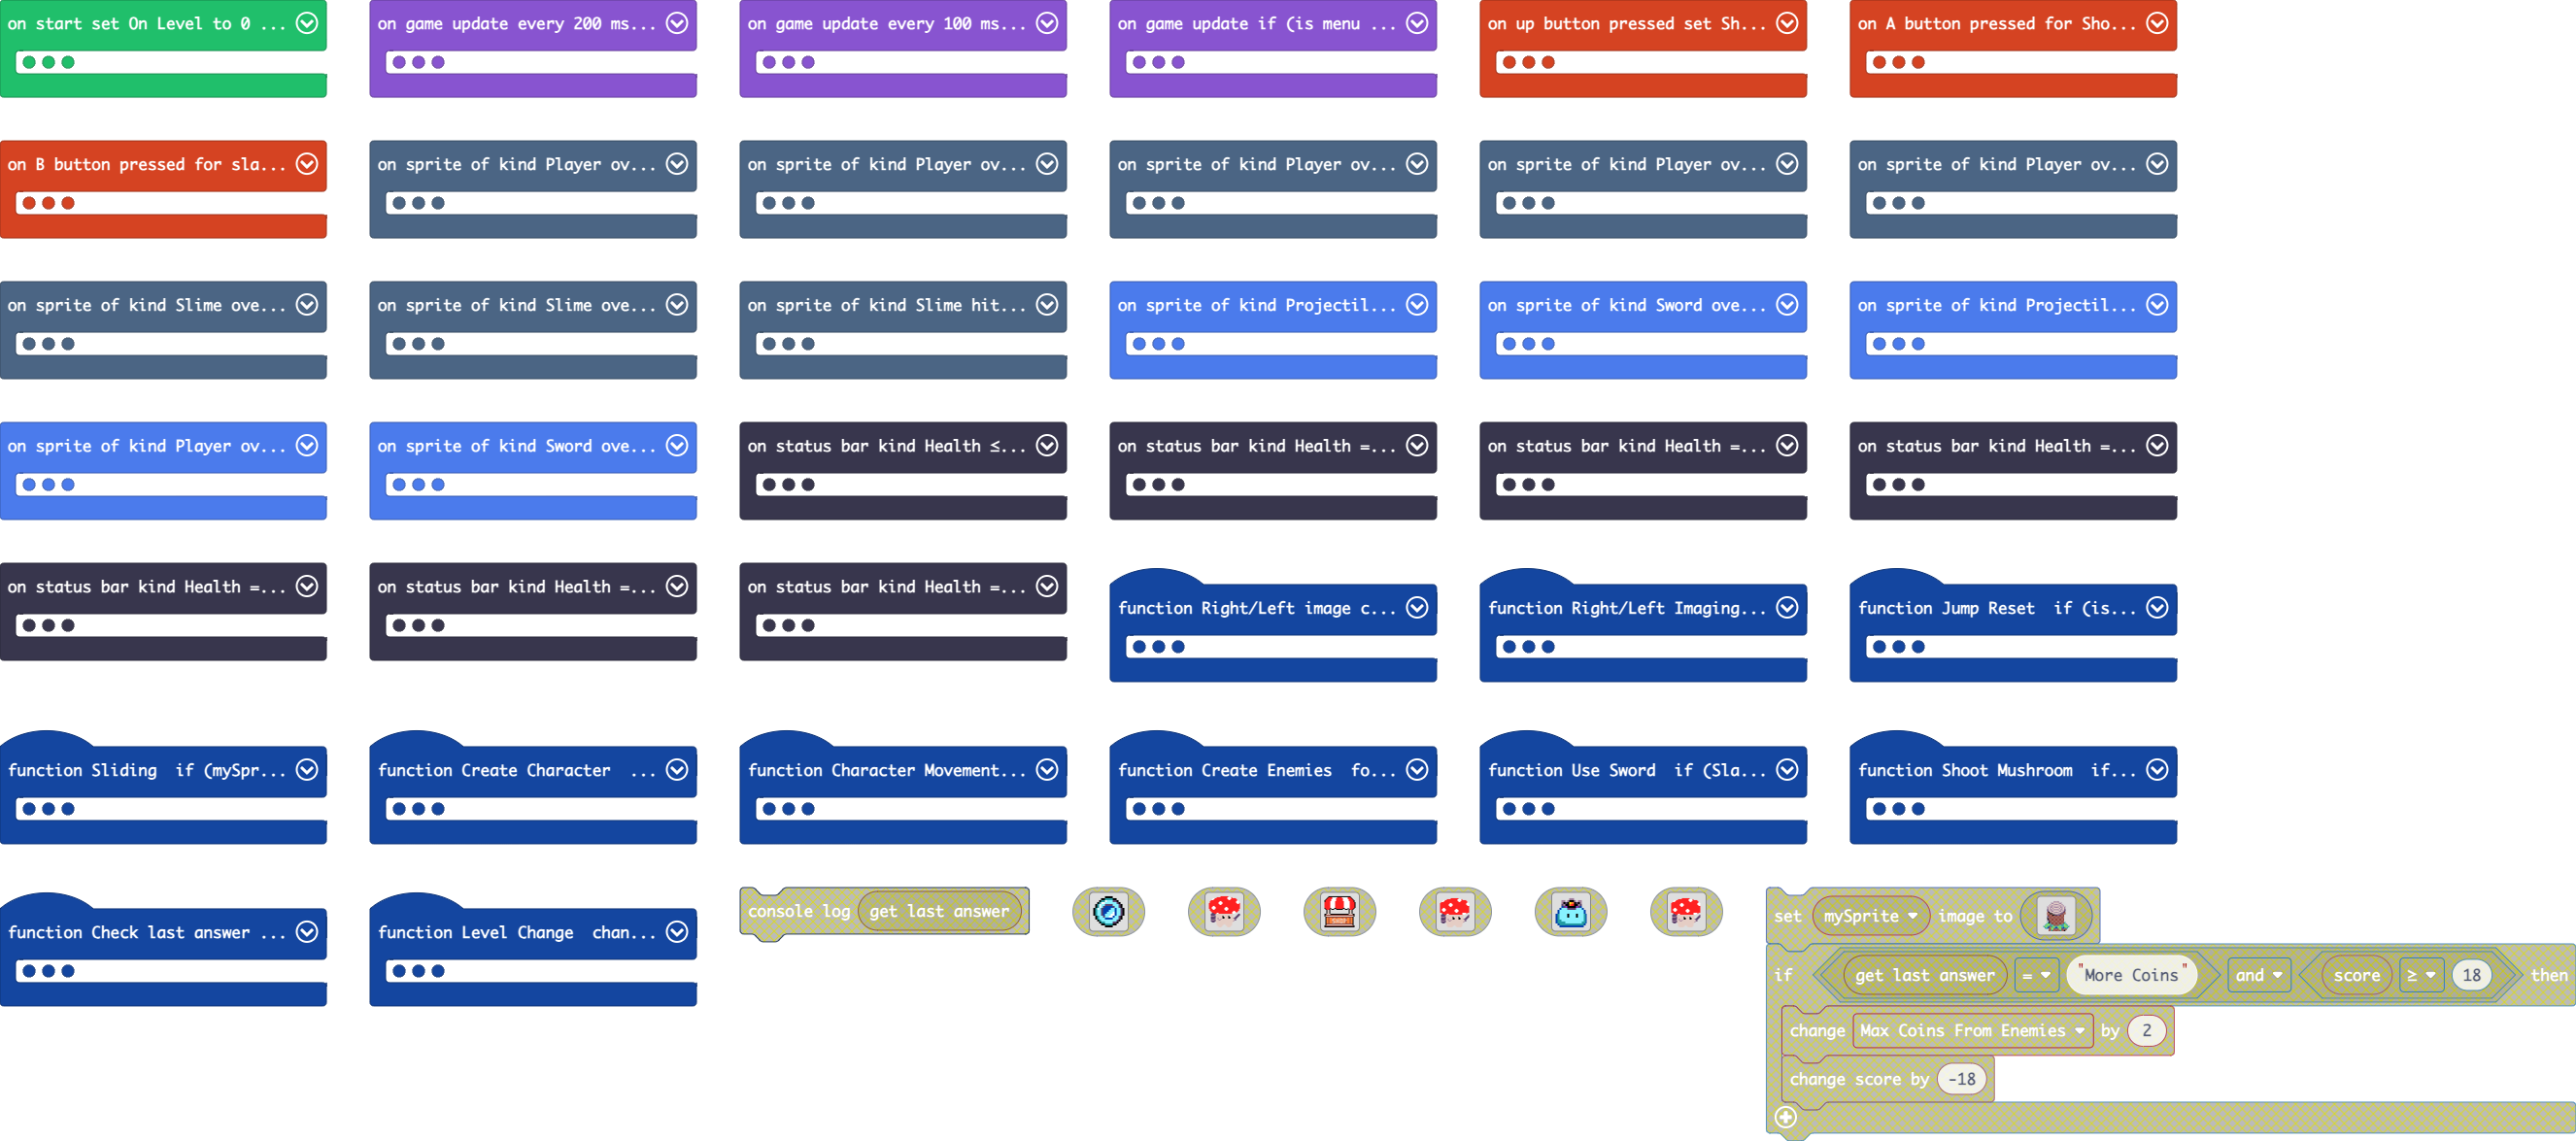 on start set On Level to 0 ...
on game update every 200 ms...
on game update every 100 ms...
on game update if (is menu ...
on up button pressed set Sh...
on A button pressed for Sho...
on B button pressed for sla...
on sprite of kind Player ov...
on sprite of kind Player ov...
on sprite of kind Player ov...
on sprite of kind Player ov...
on sprite of kind Player ov...
on sprite of kind Slime ove...
on sprite of kind Slime ove...
on sprite of kind Slime hit...
on sprite of kind Projectil...
on sprite of kind Sword ove...
on sprite of kind Projectil...
on sprite of kind Player ov...
on sprite of kind Sword ove...
on status bar kind Health ≤...
on status bar kind Health =...
on status bar kind Health =...
on status bar kind Health =...
on status bar kind Health =...
on status bar kind Health =...
on status bar kind Health =...
function Right/Left image c...
function Right/Left Imaging...
function Jump Reset if (is...
function Sliding if (mySpr...
function Create Character ...
function Character Movement...
function Create Enemies fo...
function Use Sword if (Sla...
function Shoot Mushroom if...
function Check last answer ...
function Level Change chan...
console log get last answer
set mySprite image to
if get last answer = "More Coins" and score ≥ 18 then
change Max Coins From Enemies by 2
change score by -18